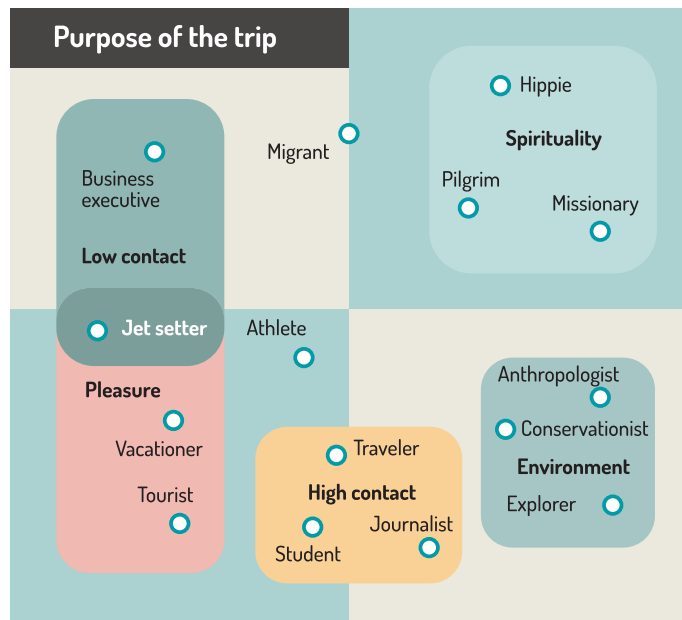 Purpose of the trip
Hippie
Spirituality
Migrant
Business
executive
Pilgrim
Missionary
Low contact
Jet setter
Athlete
Pleasure
Vacationer
Tourist
Traveler
High contact
Journalist
Student
Anthropologist
Conservationist
Environment
Explorer